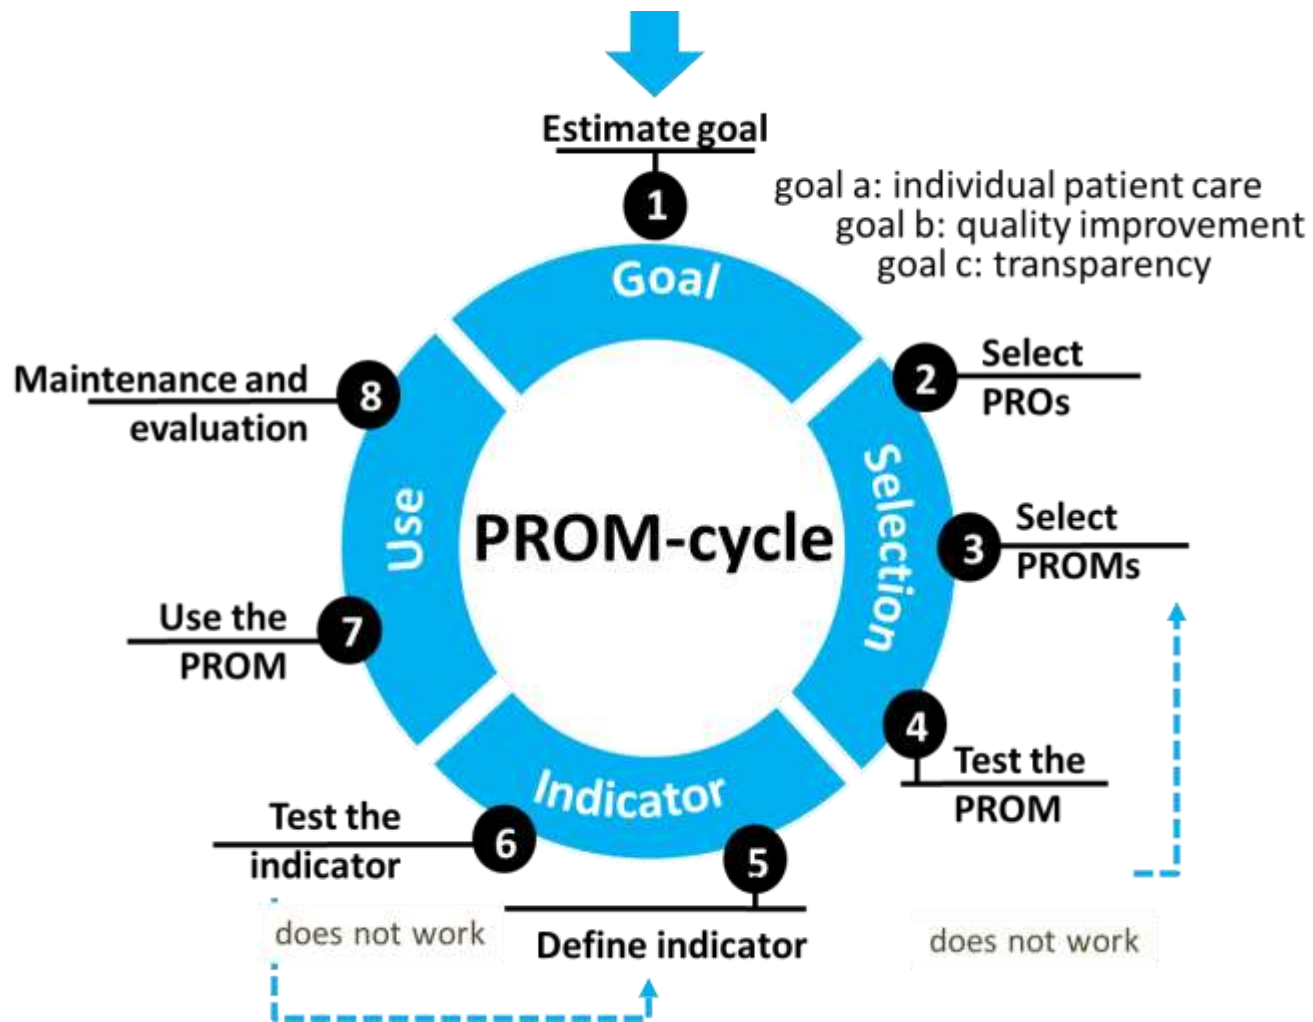 Estimate goal
1
goal a: individual patient care
goal b: quality improvement
goal c: transparency
Goal
2
Select
PROs
Selection
3
Select
PROMs
4
Test the
PROM
does not work
Indicator
5
Define indicator
6
Test the
indicator
does not work
Use
7
Use the
PROM
8
Maintenance and
evaluation
PROM-cycle